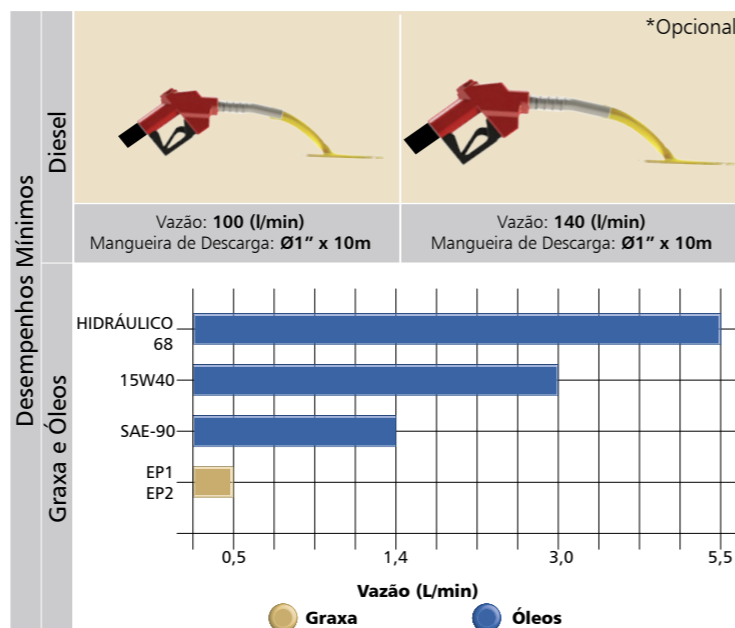 Desempenhos Mínimos
Diesel
*Opcional
Vazão: 100 (l/min)
Mangueira de Descarga: Ø1” x 10m
Vazão: 140 (l/min)
Mangueira de Descarga: Ø1” x 10m
Graxa e Óleos
HIDRÁULICO
68
15W40
SAE-90
EP1
EP2
0,5 1,4 3,0 5,5
Vazão (L/min)
Graxa Óleos